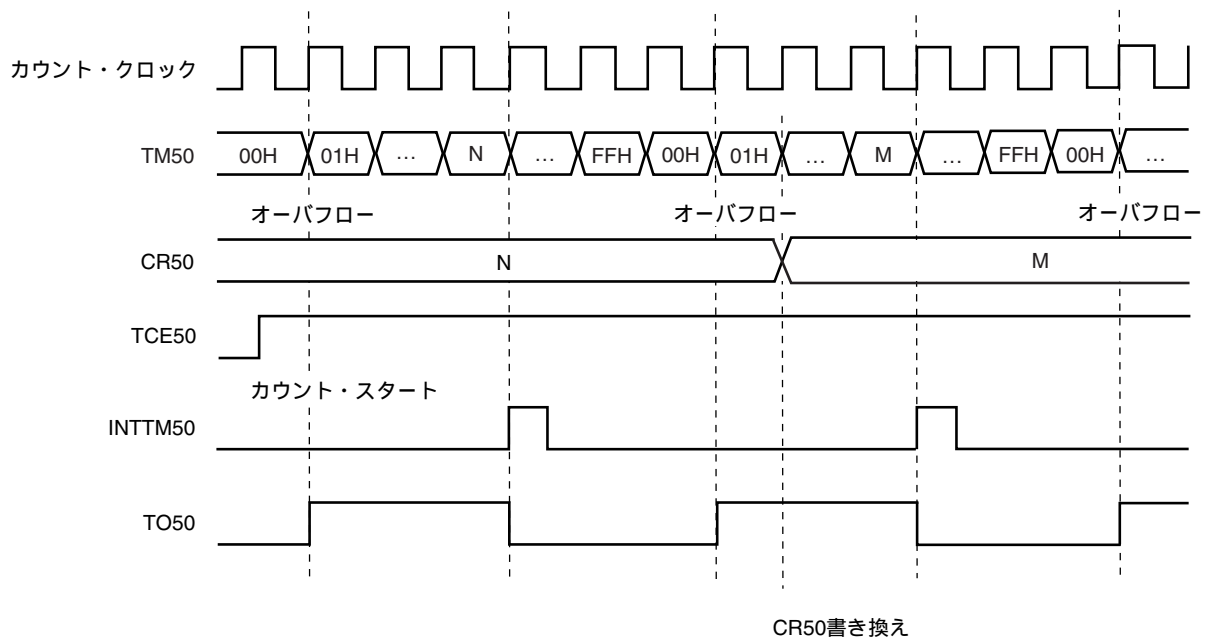 カウント・クロック
TM50 00H 01H … N … FFH 00H 01H … M … FFH 00H …
オーバフロー オーバフロー オーバフロー
CR50 N M
TCE50
カウント・スタート
INTTM50
TO50
CR50書き換え